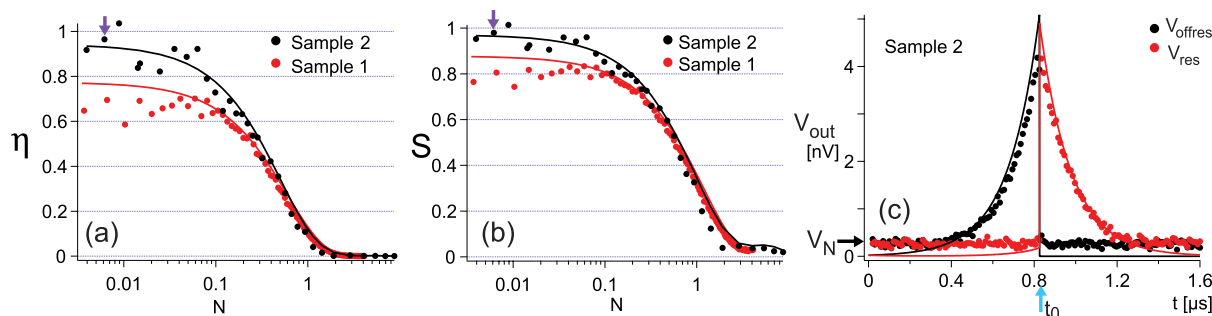 1
0.8
0.6
0.4
0.2
0
η
Sample 2
Sample 1
(a)
0.01
0.1
1
N
1
0.8
0.6
0.4
0.2
0
S
Sample 2
Sample 1
(b)
0.01
0.1
1
N
4
2
0
V_out
[nV]
V_N
Sample 2
V_offres
V_res
(c)
0
0.8
1.2
1.6
t_0
t [μs]